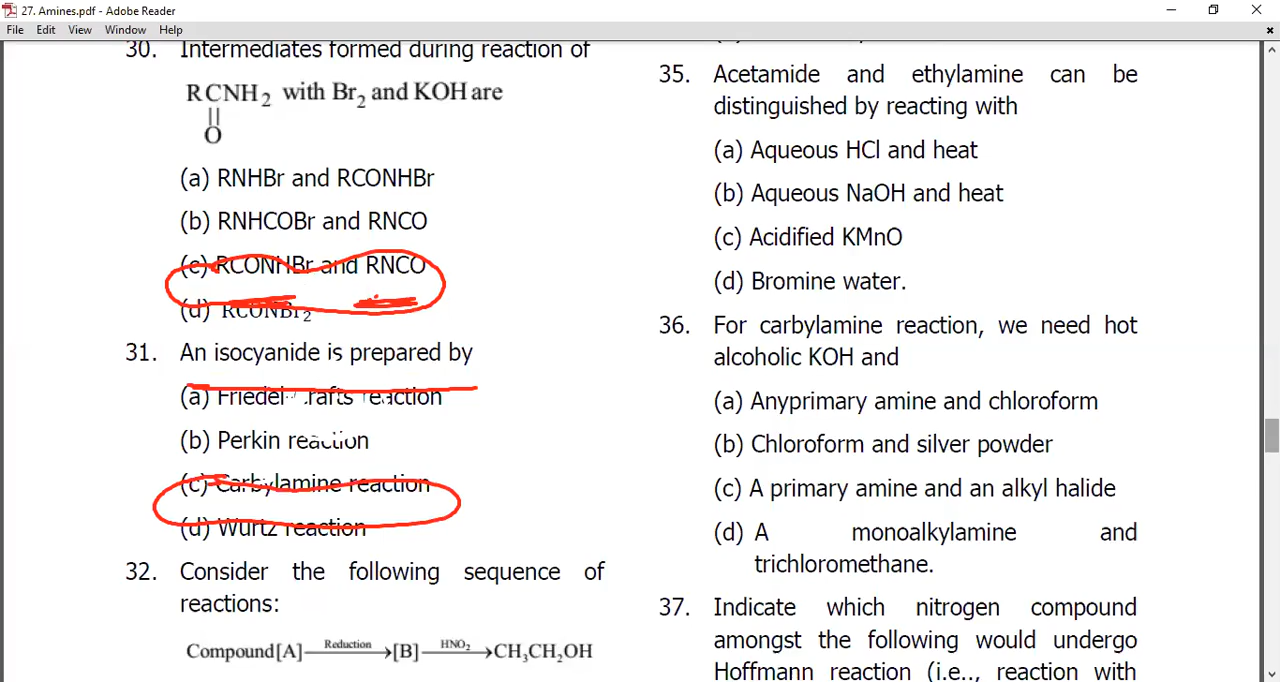 27. Amines.pdf - Adobe Reader
File Edit View Window Help
30. Intermediates formed during reaction of
RCNH2 with Br2 and KOH are
||
O
(a) RNHBr and RCONHBr
(b) RNHCOBr and RNCO
(c) RCONHBr and RNCO
(d) RCONBr2
31. An isocyanide is prepared by
(a) Friedel crafts reaction
(b) Perkin reaction
(c) Carbylamine reaction
(d) Wurtz reaction
32. Consider the following sequence of
reactions:
Compound[A] Reduction → [B] HNO2 → CH3CH2OH
35. Acetamide and ethylamine can be
distinguished by reacting with
(a) Aqueous HCl and heat
(b) Aqueous NaOH and heat
(c) Acidified KMnO
(d) Bromine water.
36. For carbylamine reaction, we need hot
alcoholic KOH and
(a) Anyprimary amine and chloroform
(b) Chloroform and silver powder
(c) A primary amine and an alkyl halide
(d) A monoalkylamine and
trichloromethane.
37. Indicate which nitrogen compound
amongst the following would undergo
Hoffmann reaction (i.e.., reaction with